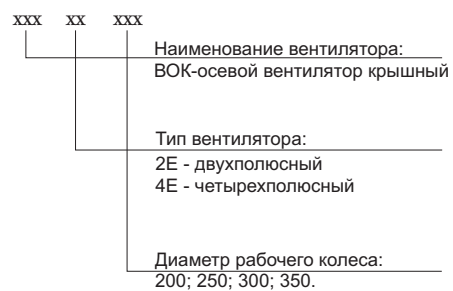 xxx xx xxx
Наименование вентилятора:
ВОК-осевой вентилятор крышный
Тип вентилятора:
2Е - двухполюсный
4Е - четырехполюсный
Диаметр рабочего колеса:
200; 250; 300; 350.